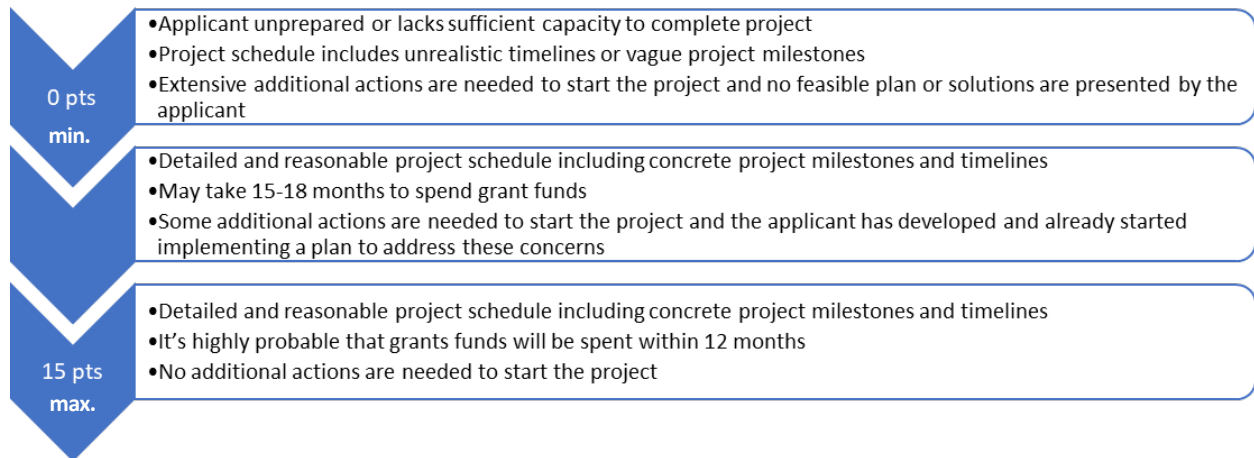 0 pts
min.
•Applicant unprepared or lacks sufficient capacity to complete project
•Project schedule includes unrealistic timelines or vague project milestones
•Extensive additional actions are needed to start the project and no feasible plan or solutions are presented by the
applicant
•Detailed and reasonable project schedule including concrete project milestones and timelines
•May take 15-18 months to spend grant funds
•Some additional actions are needed to start the project and the applicant has developed and already started
implementing a plan to address these concerns
15 pts
max.
•Detailed and reasonable project schedule including concrete project milestones and timelines
•It’s highly probable that grants funds will be spent within 12 months
•No additional actions are needed to start the project